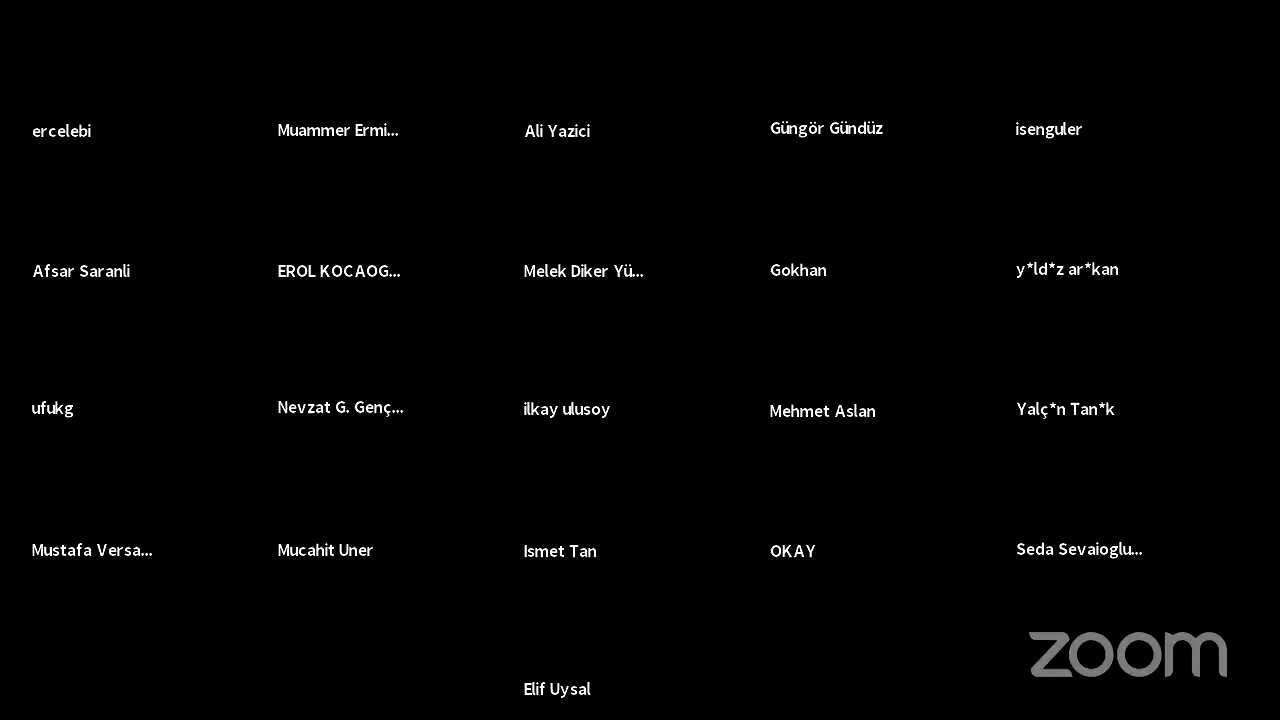 ercelebi
Muammer Ermi...
Ali Yazici
Güngör Gündüz
isenguler
Afsar Saranli
EROL KOCAOG...
Melek Diker Yü...
Gokhan
y*ld*z ar*kan
ufukg
Nevzat G. Genç...
ilkay ulusoy
Mehmet Aslan
Yalç*n Tan*k
Mustafa Versa...
Mucahit Uner
Ismet Tan
OKAY
Seda Sevaioglu...
Elif Uysal
zoom